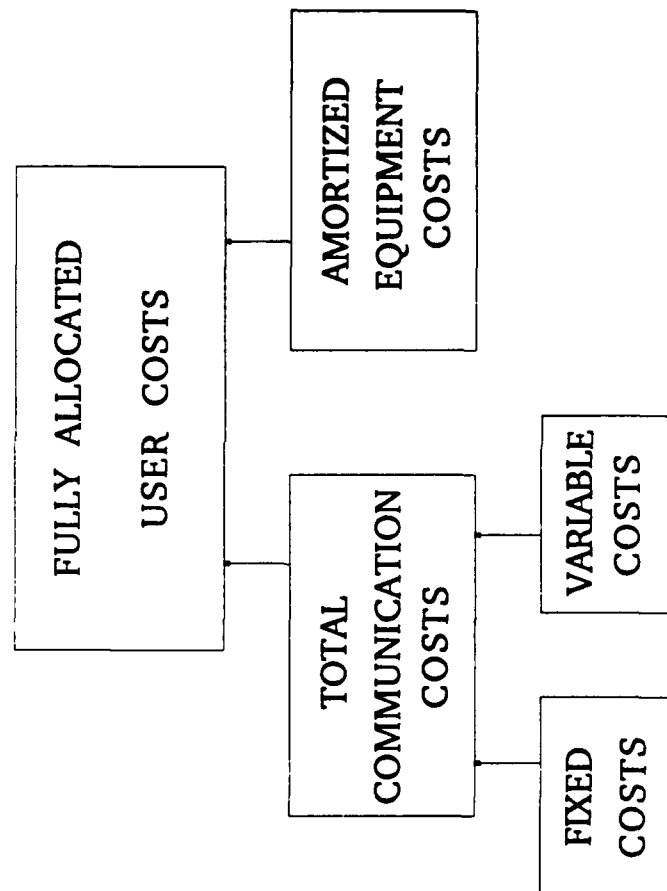 FULLY ALLOCATED
USER COSTS
TOTAL
COMMUNICATION
COSTS
AMORTIZED
EQUIPMENT
COSTS
FIXED
COSTS
VARIABLE
COSTS